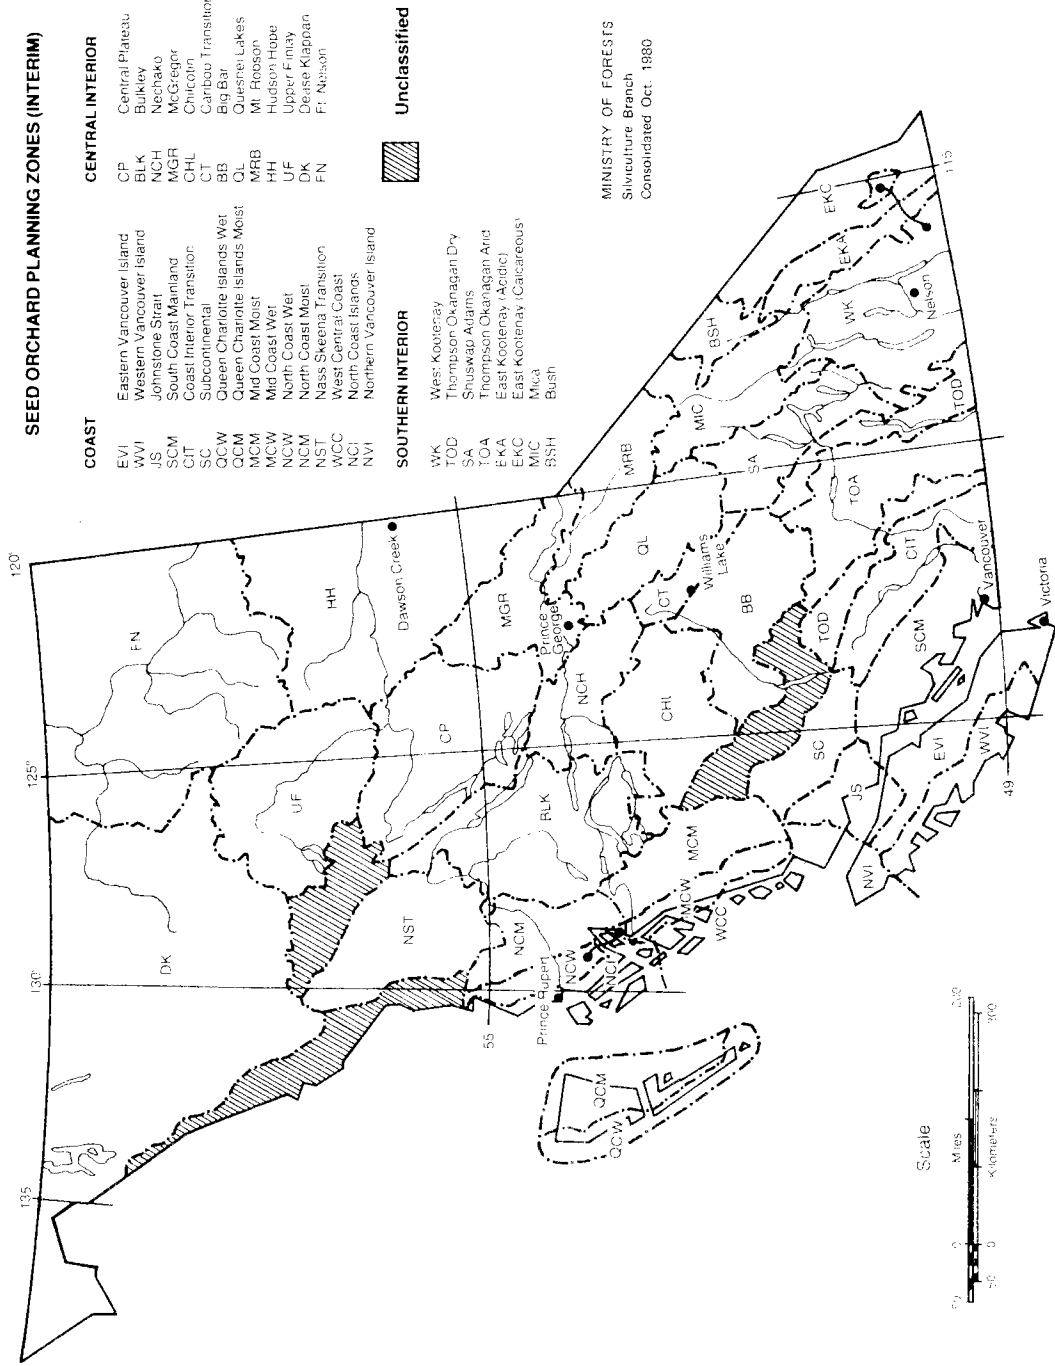 SEED ORCHARD PLANNING ZONES (INTERIM)
COAST
EVI Eastern Vancouver Island
WVI Western Vancouver Island
JS Johnstone Strait
SCM South Coast Mainland
CIT Coast Interior Transition
SC Subcontinental
QCW Queen Charlotte Islands Wet
QCM Queen Charlotte Islands Moist
MCM Mid Coast Moist
MCW Mid Coast Wet
NCW North Coast Wet
NCM North Coast Moist
NST Nass Skeena Transition
WCC West Central Coast
NCI North Coast Islands
NVI Northern Vancouver Island
CENTRAL INTERIOR
CP Central Plateau
BLK Bulkley
NCH Nechako
MGR McGregor
CHL Chilcotin
CT Caribou Transition
BB Big Bar
QL Quesnel Lakes
MRB Mt Robson
HH Hudson Hope
UF Upper Finlay
DK Dease Klappan
FN Ft Nelson
SOUTHERN INTERIOR
WK West Kootenay
TOD Thompson Okanagan Dry
SA Shuswap Adams
TOA Thompson Okanagan Arid
EKA East Kootenay (Acidic)
EKC East Kootenay (Calcareous)
MIC Mica
BSH Bush
Unclassified
MINISTRY OF FORESTS
Silviculture Branch
Consolidated Oct. 1980
135
130°
125°
120°
115
55
49
FN
DK
HH
UF
Dawson Creek
NST
CP
MGR
Prince George
NCM
BLK
NCH
Prince Rupert
NCW
NCI
MCW
MCM
WCC
CHL
CT
QL
Williams Lake
BB
MRB
MIC
BSH
SA
TOA
TOD
TOD
CIT
SC
SCM
JS
NVI
EVI
WVI
QCM
QCW
WK
EKA
EKC
Nelson
Vancouver
Victoria
Scale
50 0 200
Miles
50 0 300
Kilometers